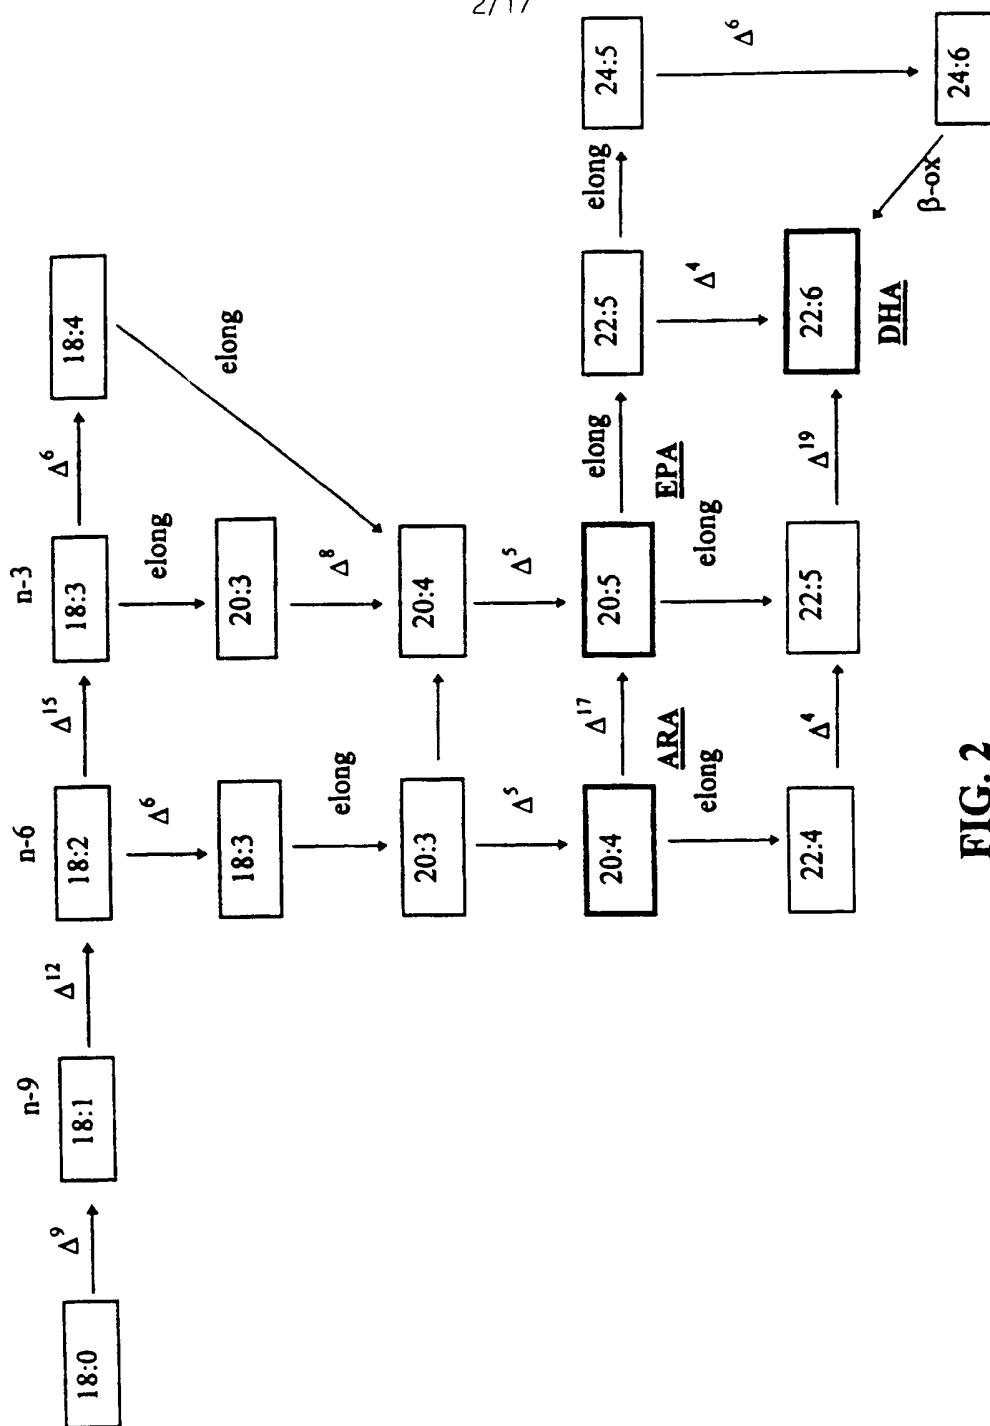 2/17
n-9 n-6 n-3
Δ9 Δ12 Δ15 Δ6
18:0 18:1 18:2 18:3 18:4
Δ6 elong
18:3 20:3 elong
elong Δ8
20:3 20:4
Δ5 Δ5
Δ17 elong elong
20:4 20:5 22:5 24:5
ARA EPA
elong elong Δ4 Δ6
22:4 Δ4 22:5 Δ19 22:6
DHA
β-ox
24:6
FIG. 2